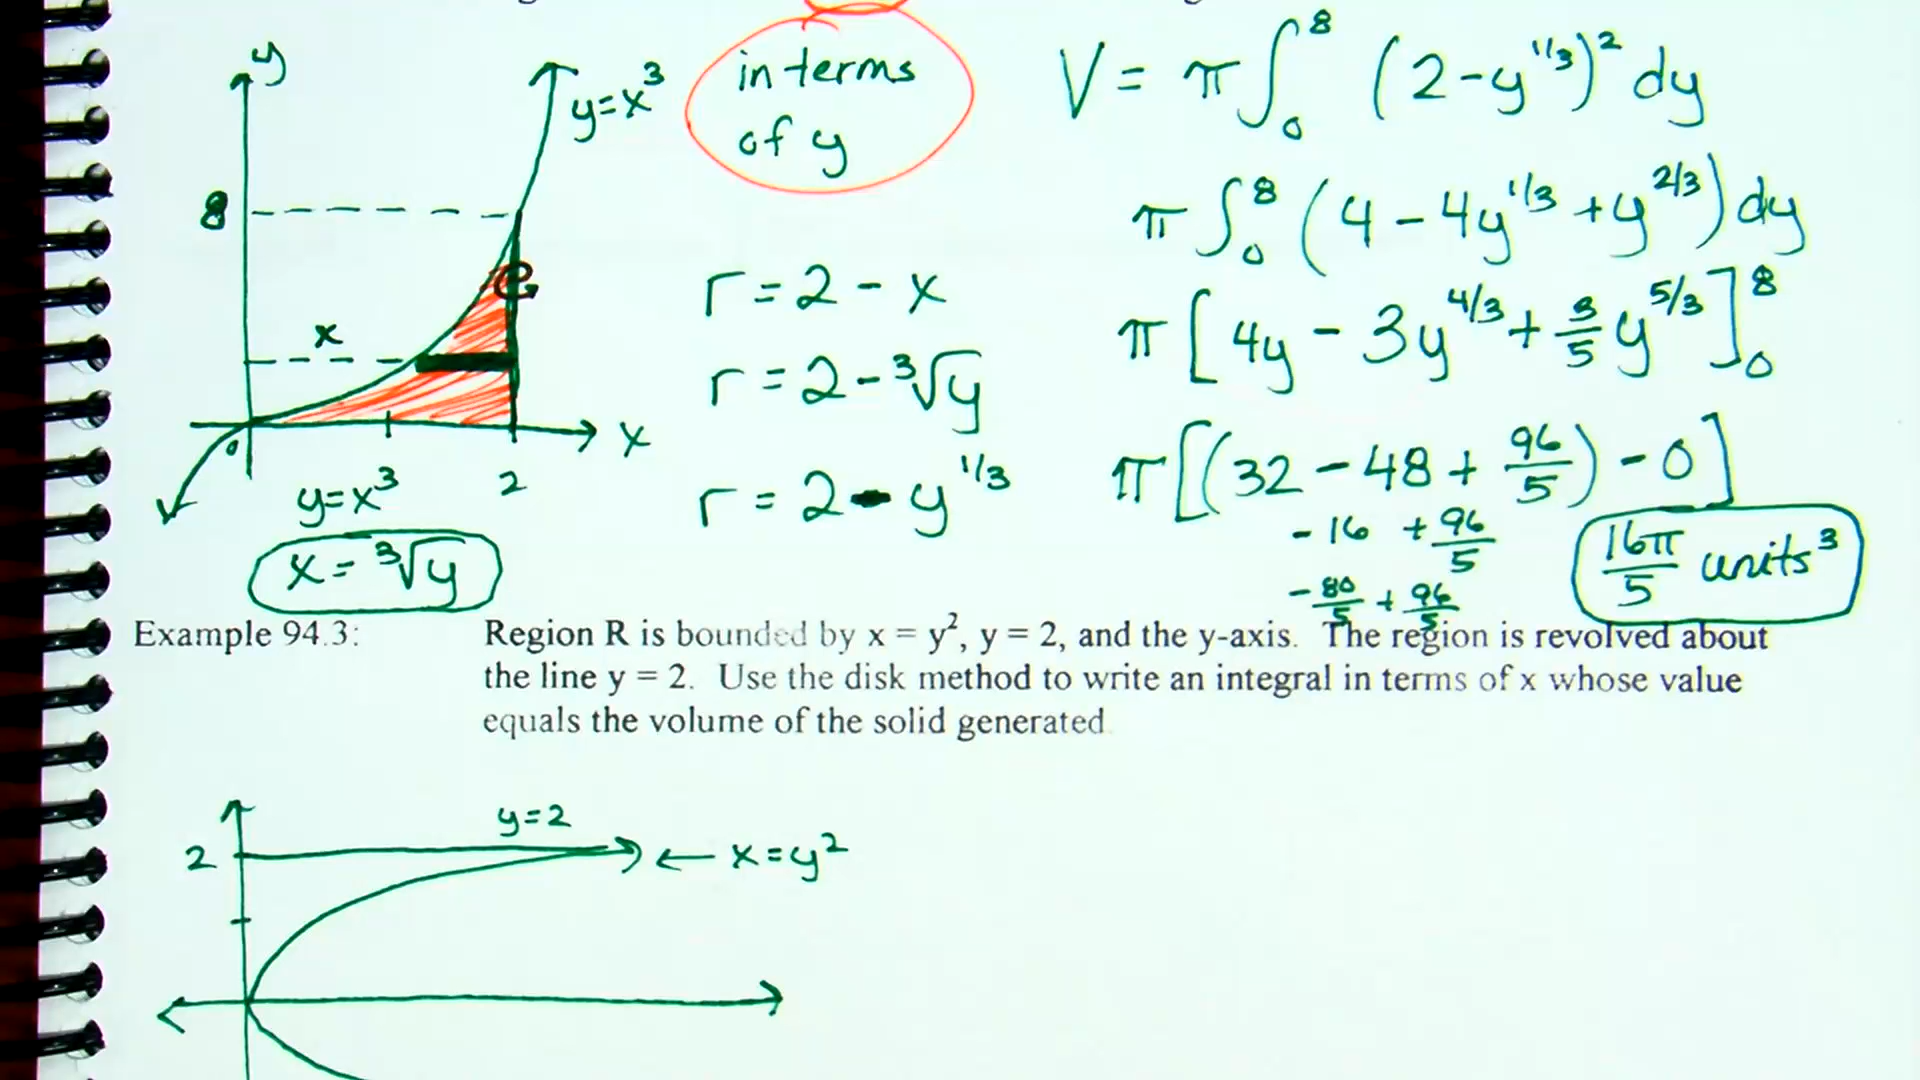 y
y=x³
8
x
0
x
2
y=x³
x=³√y
in terms
of y
r=2-x
r=2-³√y
r=2-y^1/3
V=π∫₀⁸(2-y^1/3)²dy
π∫₀⁸(4-4y^1/3+y^2/3)dy
π[4y-3y^4/3+3/5y^5/3]₀⁸
π[(32-48+96/5)-0]
-16+96/5
-80/5+96/5
16π/5 units³
Example 94.3: Region R is bounded by x = y², y = 2, and the y-axis. The region is revolved about
the line y = 2. Use the disk method to write an integral in terms of x whose value
equals the volume of the solid generated
y=2
2
←x=y²